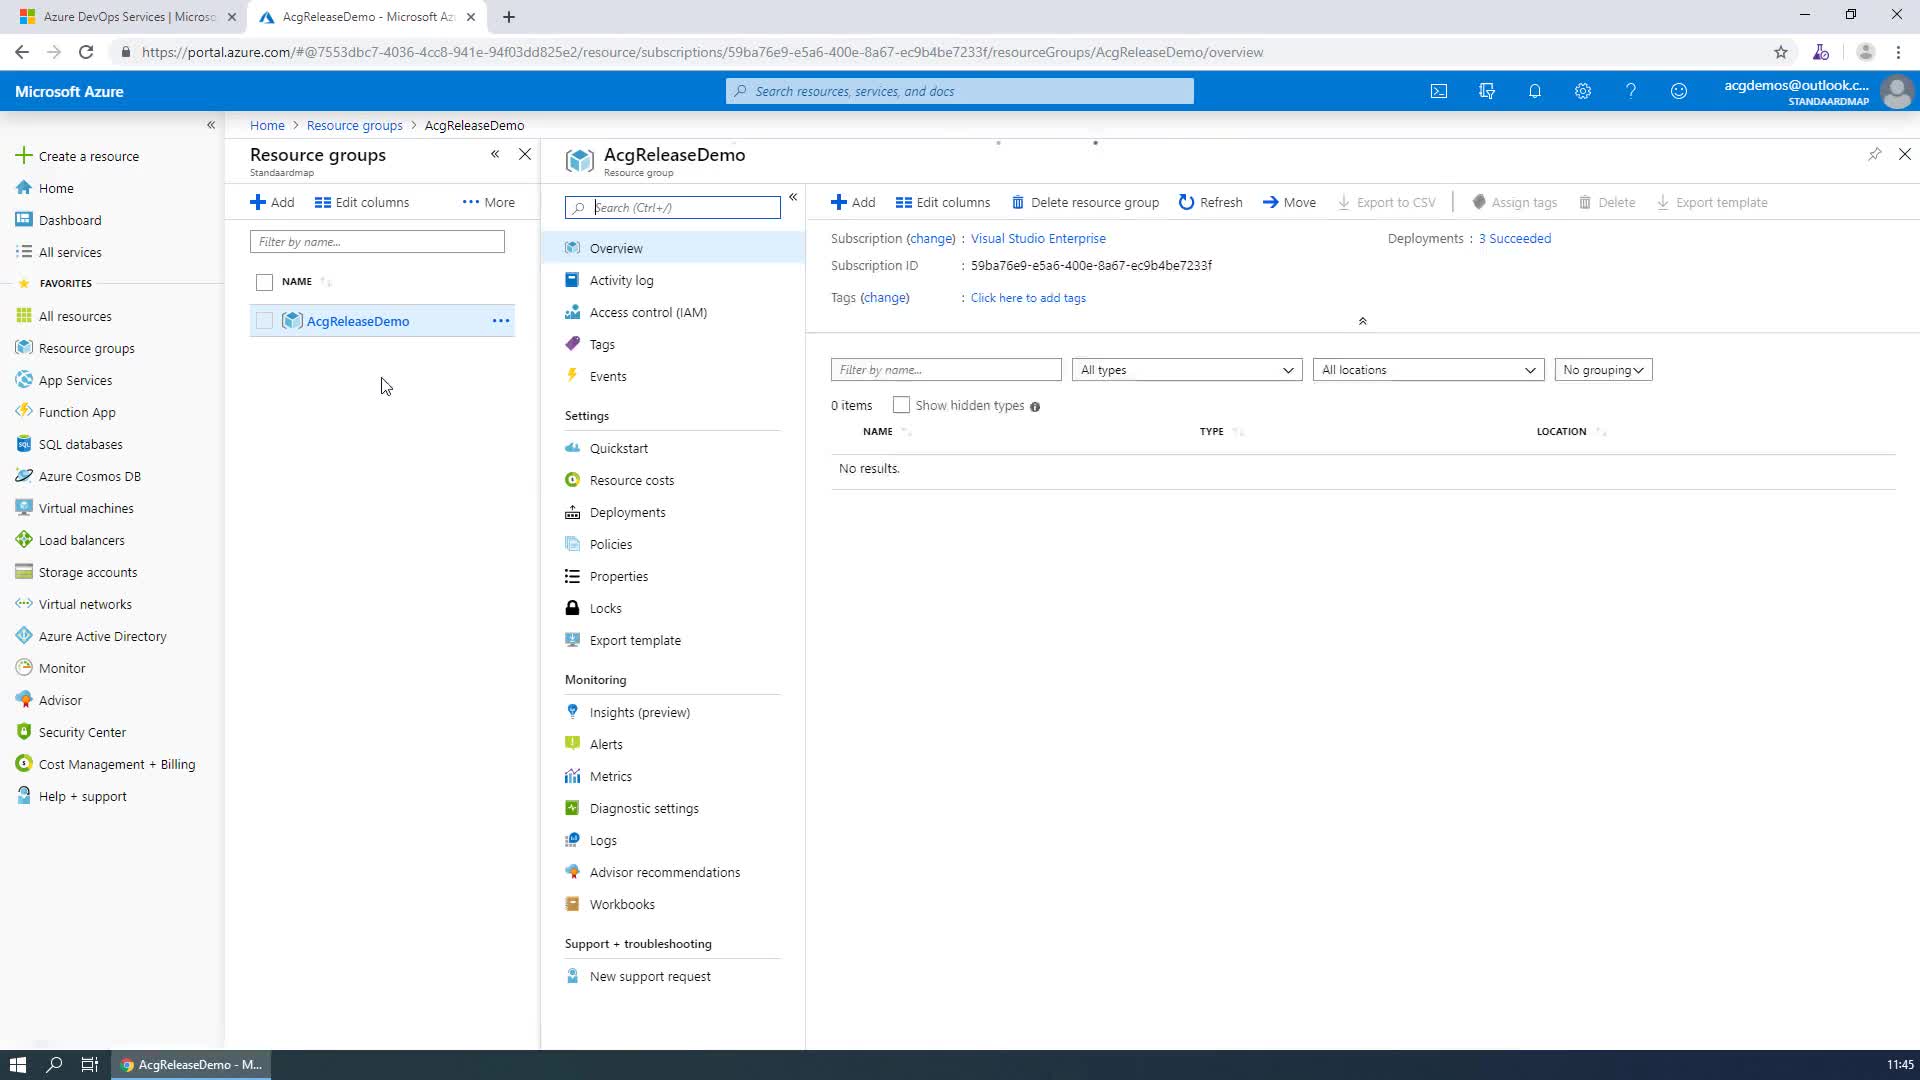 Azure DevOps Services | Microso
AcgReleaseDemo - Microsoft Az
https://portal.azure.com/#@7553dbc7-4036-4cc8-941e-94f03dd825e2/resource/subscriptions/59ba76e9-e5a6-400e-8a67-ec9b4be7233f/resourceGroups/AcgReleaseDemo/overview
Microsoft Azure
Search resources, services, and docs
acgdemos@outlook.c...
STANDAARDMAP
Home > Resource groups > AcgReleaseDemo
Create a resource
Home
Dashboard
All services
FAVORITES
All resources
Resource groups
App Services
Function App
SQL databases
Azure Cosmos DB
Virtual machines
Load balancers
Storage accounts
Virtual networks
Azure Active Directory
Monitor
Advisor
Security Center
Cost Management + Billing
Help + support
Resource groups
Standaardmap
Add Edit columns More
Filter by name...
NAME
AcgReleaseDemo
AcgReleaseDemo
Resource group
Search (Ctrl+/)
Overview
Activity log
Access control (IAM)
Tags
Events
Settings
Quickstart
Resource costs
Deployments
Policies
Properties
Locks
Export template
Monitoring
Insights (preview)
Alerts
Metrics
Diagnostic settings
Logs
Advisor recommendations
Workbooks
Support + troubleshooting
New support request
Add Edit columns Delete resource group Refresh Move Export to CSV Assign tags Delete Export template
Subscription (change) : Visual Studio Enterprise Deployments : 3 Succeeded
Subscription ID : 59ba76e9-e5a6-400e-8a67-ec9b4be7233f
Tags (change) : Click here to add tags
Filter by name... All types All locations No grouping
0 items Show hidden types
NAME TYPE LOCATION
No results.
AcgReleaseDemo - M...
11:45